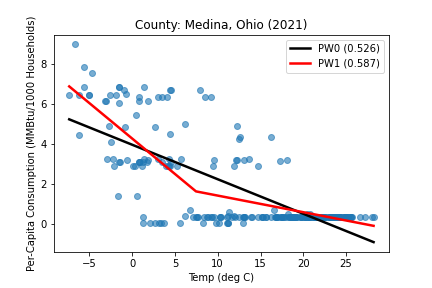 County: Medina, Ohio (2021)
PW0 (0.526)
PW1 (0.587)
Per-Capita Consumption (MMBtu/1000 Households)
8
6
4
2
0
−5
0
5
10
15
20
25
Temp (deg C)